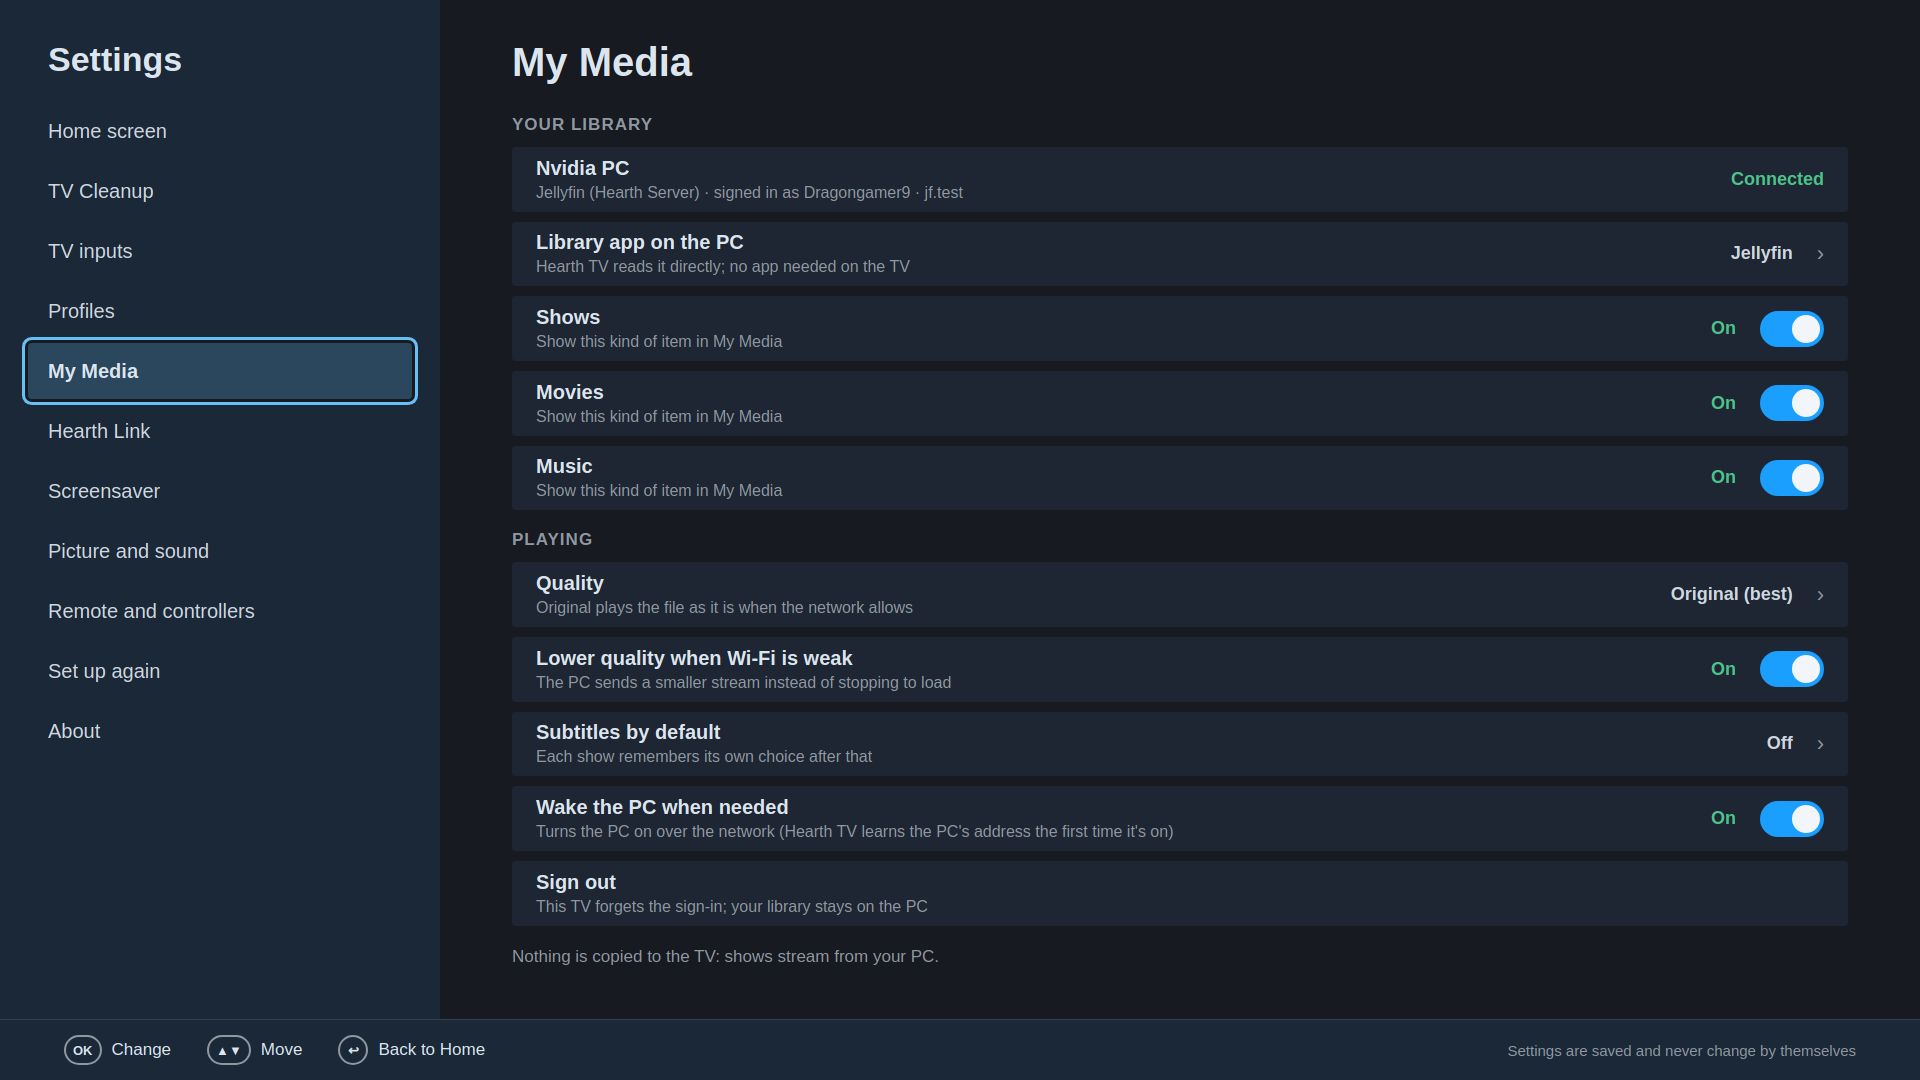 Settings
Home screen
TV Cleanup
TV inputs
Profiles
My Media
Hearth Link
Screensaver
Picture and sound
Remote and controllers
Set up again
About
My Media
YOUR LIBRARY
Nvidia PC
Jellyfin (Hearth Server) · signed in as Dragongamer9 · jf.test
Connected
Library app on the PC
Hearth TV reads it directly; no app needed on the TV
Jellyfin ›
Shows
Show this kind of item in My Media
On
Movies
Show this kind of item in My Media
On
Music
Show this kind of item in My Media
On
PLAYING
Quality
Original plays the file as it is when the network allows
Original (best) ›
Lower quality when Wi-Fi is weak
The PC sends a smaller stream instead of stopping to load
On
Subtitles by default
Each show remembers its own choice after that
Off ›
Wake the PC when needed
Turns the PC on over the network (Hearth TV learns the PC's address the first time it's on)
On
Sign out
This TV forgets the sign-in; your library stays on the PC
Nothing is copied to the TV: shows stream from your PC.
OK Change ▲▼ Move ↩ Back to Home
Settings are saved and never change by themselves